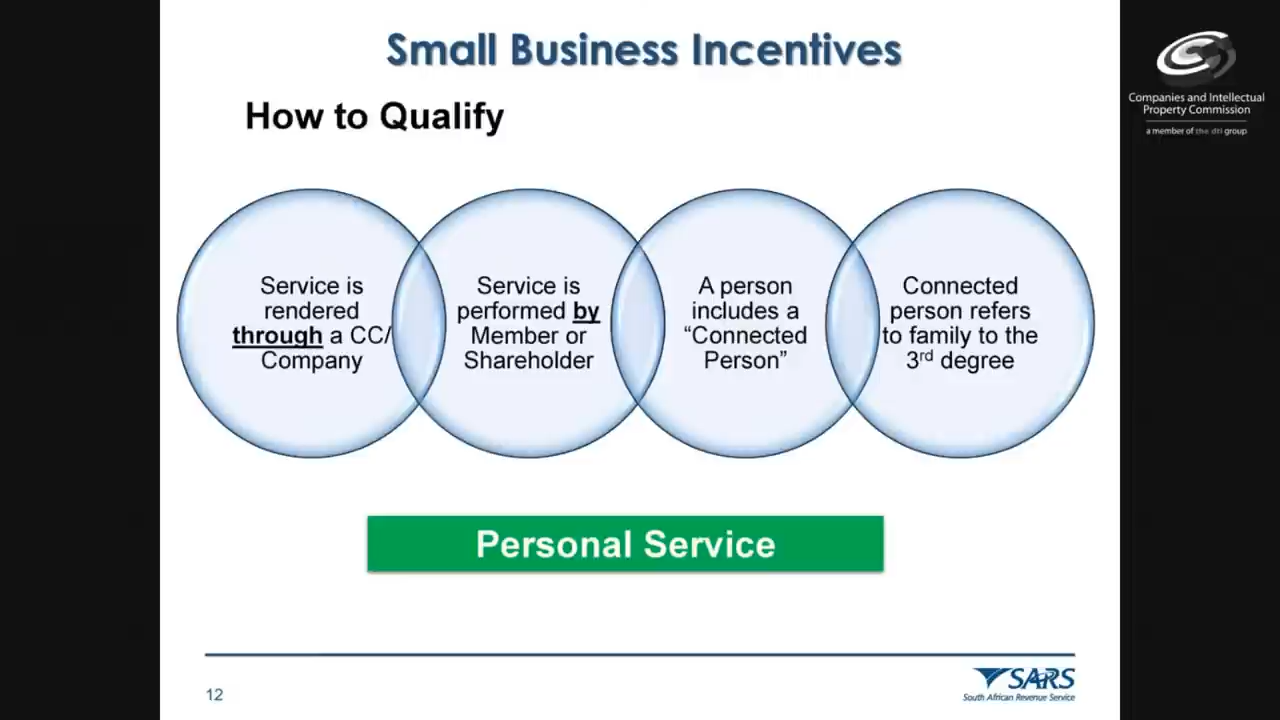 Small Business Incentives
How to Qualify
Service is
rendered
through a CC/
Company
Service is
performed by
Member or
Shareholder
A person
includes a
“Connected
Person”
Connected
person refers
to family to the
3rd degree
Personal Service
12
SARS
South African Revenue Service
Companies and Intellectual
Property Commission
a member of the dti group